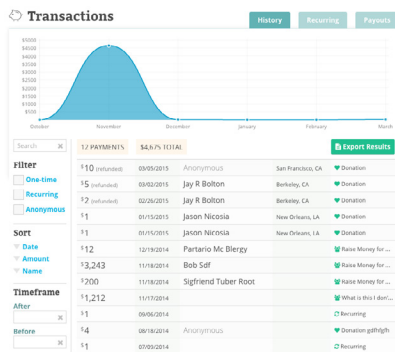 Transactions
History Recurring Payouts
$5000
$4500
$4000
$3500
$3000
$2500
$2000
$1500
$1000
$500
October November December January February March
Search
17 PAYMENTS $4,675 TOTAL Export Results
Filter
One-time
Recurring
Anonymous
Sort
Date
Amount
Name
Timeframe
After
Before
$10 (refunded) 03/05/2015 Anonymous San Francisco, CA Donation
$5 (refunded) 03/02/2015 Jay R Bolton Berkeley, CA Donation
$2 (refunded) 02/26/2015 Jay R Bolton Berkeley, CA Donation
$1 01/15/2015 Jason Nicosia New Orleans, LA Donation
$1 01/15/2015 Jason Nicosia New Orleans, LA Donation
$12 12/19/2014 Partario Mc Blergy Raise Money for ...
$3,243 11/18/2014 Bob Sdf Raise Money for ...
$200 11/18/2014 Sigfriend Tuber Root Raise Money for ...
$1,212 11/17/2014 What is this I don'...
$1 09/06/2014 Recurring
$4 08/18/2014 Anonymous Donation
$1 07/09/2014 Recurring